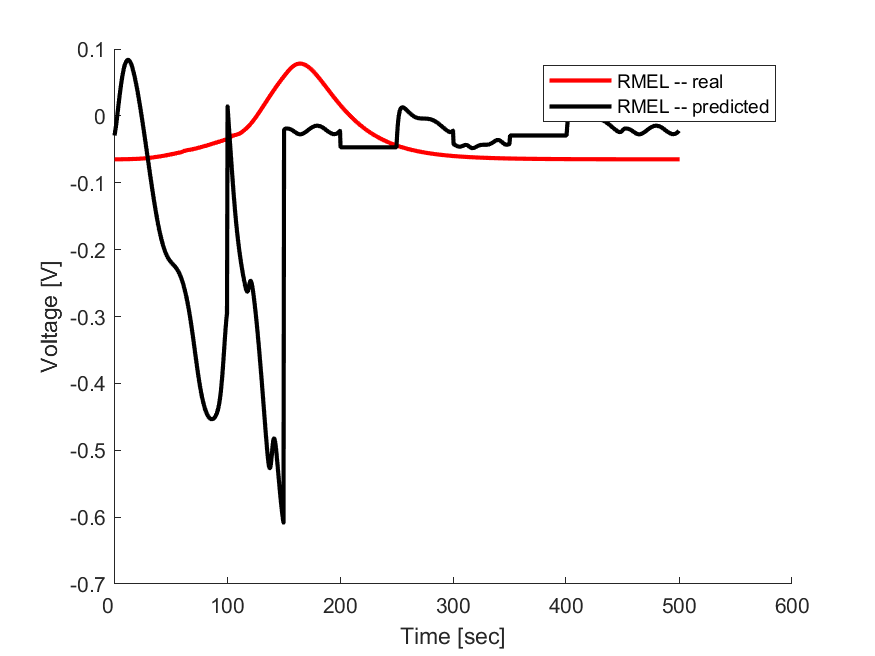 0.1
0
-0.1
-0.2
-0.3
-0.4
-0.5
-0.6
-0.7
Voltage [V]
RMEL -- real
RMEL -- predicted
0 100 200 300 400 500 600
Time [sec]